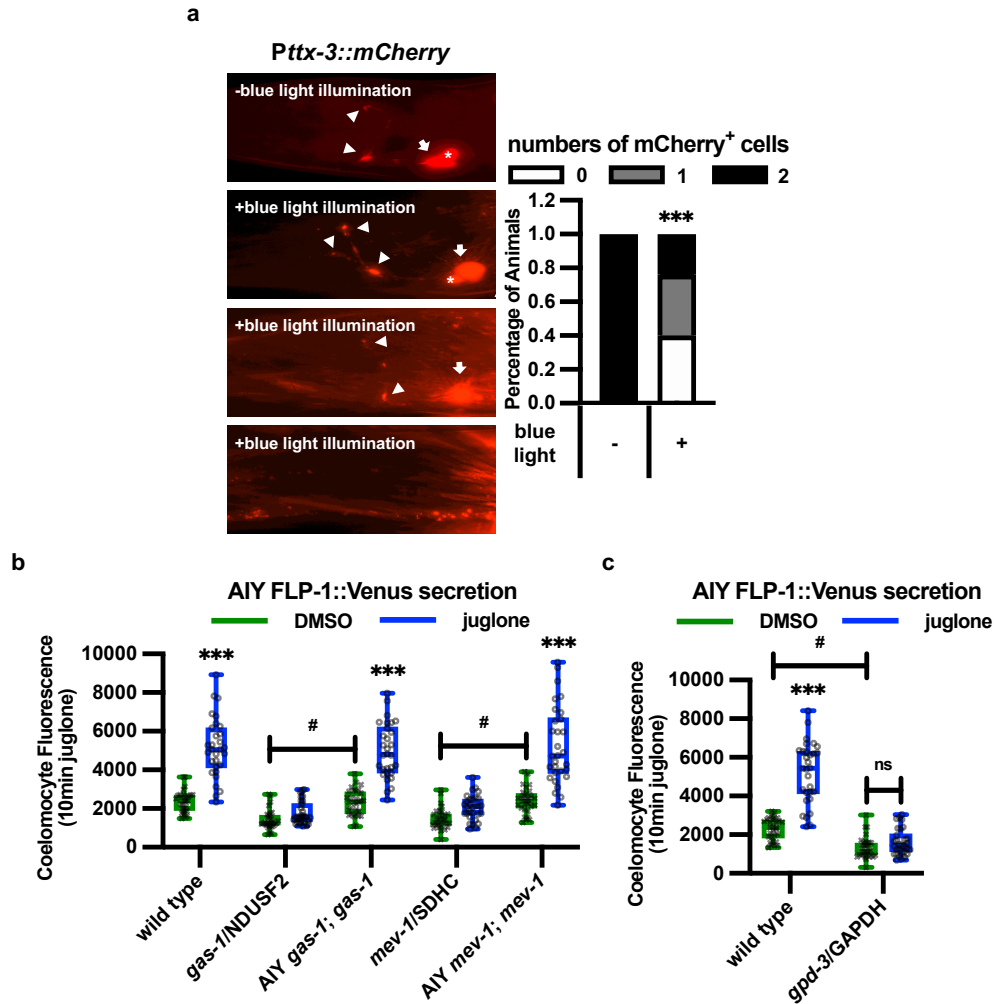 a
Pttx-3::mCherry
-blue light illumination
*
+blue light illumination
*
+blue light illumination
+blue light illumination
numbers of mCherry+ cells
0 1 2
***
Percentage of Animals
1.0
0.8
0.6
0.4
0.2
0.0
blue light
- +
b
AIY FLP-1::Venus secretion
DMSO juglone
Coelomocyte Fluorescence
(10min juglone)
10000
8000
6000
4000
2000
0
***
#
***
#
***
wild type
gas-1/NDUSF2
AIY gas-1; gas-1
mev-1/SDHC
AIY mev-1; mev-1
c
AIY FLP-1::Venus secretion
DMSO juglone
Coelomocyte Fluorescence
(10min juglone)
#
10000
8000
6000
4000
2000
0
***
ns
wild type
gpd-3/GAPDH